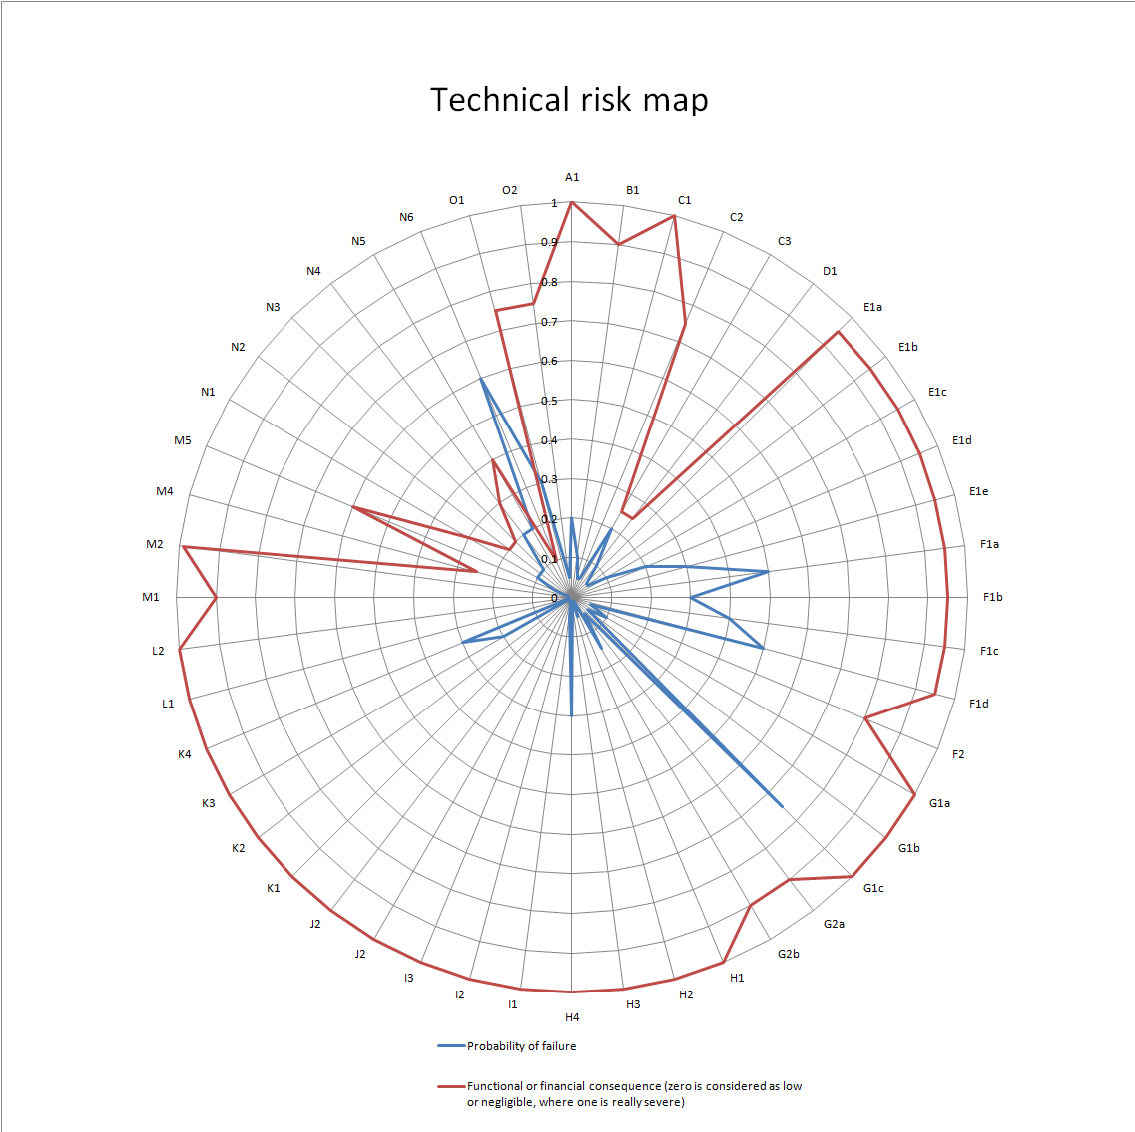 Technical risk map
A1
B1
C1
C2
C3
D1
E1a
E1b
E1c
E1d
E1e
F1a
F1b
F1c
F1d
F2
G1a
G1b
G1c
G2a
G2b
H1
H2
H3
H4
I1
I2
I3
J2
J2
K1
K2
K3
K4
L1
L2
M1
M2
M4
M5
N1
N2
N3
N4
N5
N6
O1
O2
1
0.9
0.8
0.7
0.6
0.5
0.4
0.3
0.2
0.1
0
Probability of failure
Functional or financial consequence (zero is considered as low
or negligible, where one is really severe)